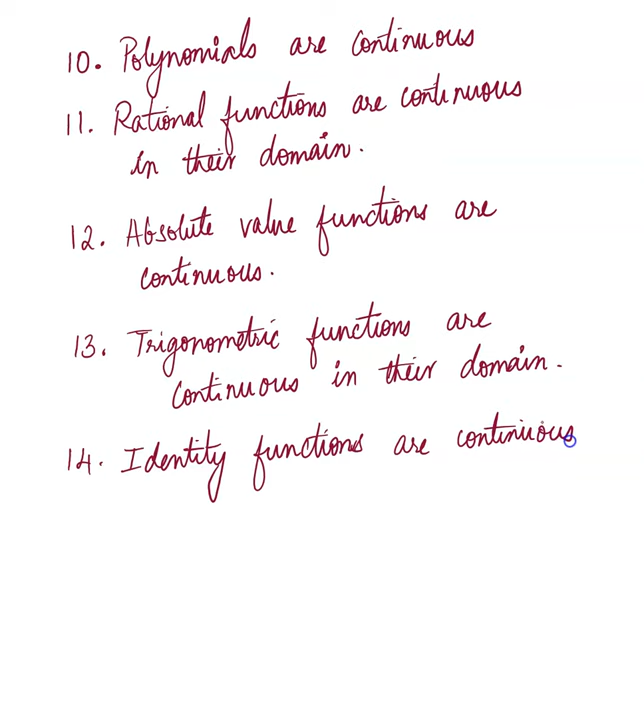 10. Polynomials are continuous
11. Rational functions are continuous
in their domain.
12. Absolute value functions are
continuous.
13. Trigonometric functions are
continuous in their domain.
14. Identity functions are continuous